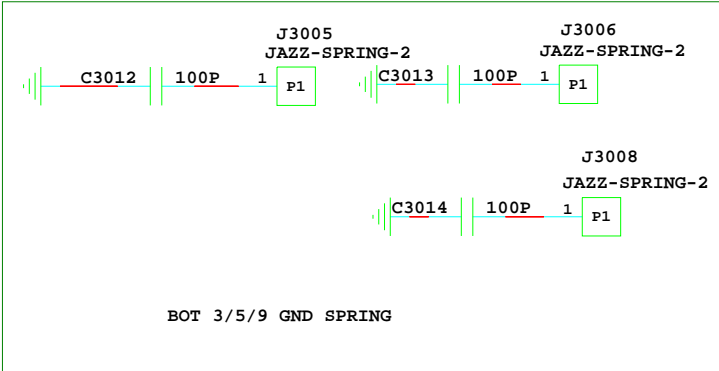 J3005
JAZZ-SPRING-2
C3012 100P 1 P1
J3006
JAZZ-SPRING-2
C3013 100P 1 P1
J3008
JAZZ-SPRING-2
C3014 100P 1 P1
BOT 3/5/9 GND SPRING